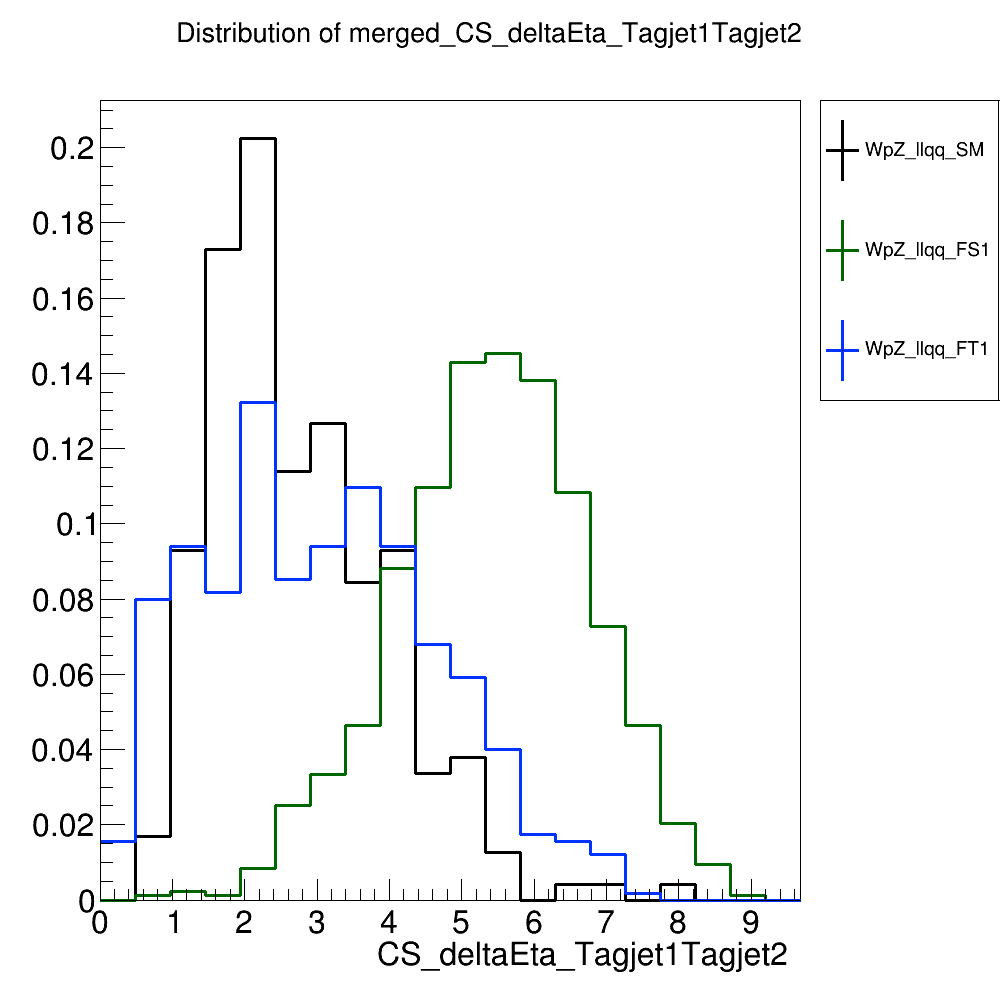 Distribution of merged_CS_deltaEta_Tagjet1Tagjet2
0.2
0.18
0.16
0.14
0.12
0.1
0.08
0.06
0.04
0.02
0
0 1 2 3 4 5 6 7 8 9
CS_deltaEta_Tagjet1Tagjet2
WpZ_llqq_SM
WpZ_llqq_FS1
WpZ_llqq_FT1